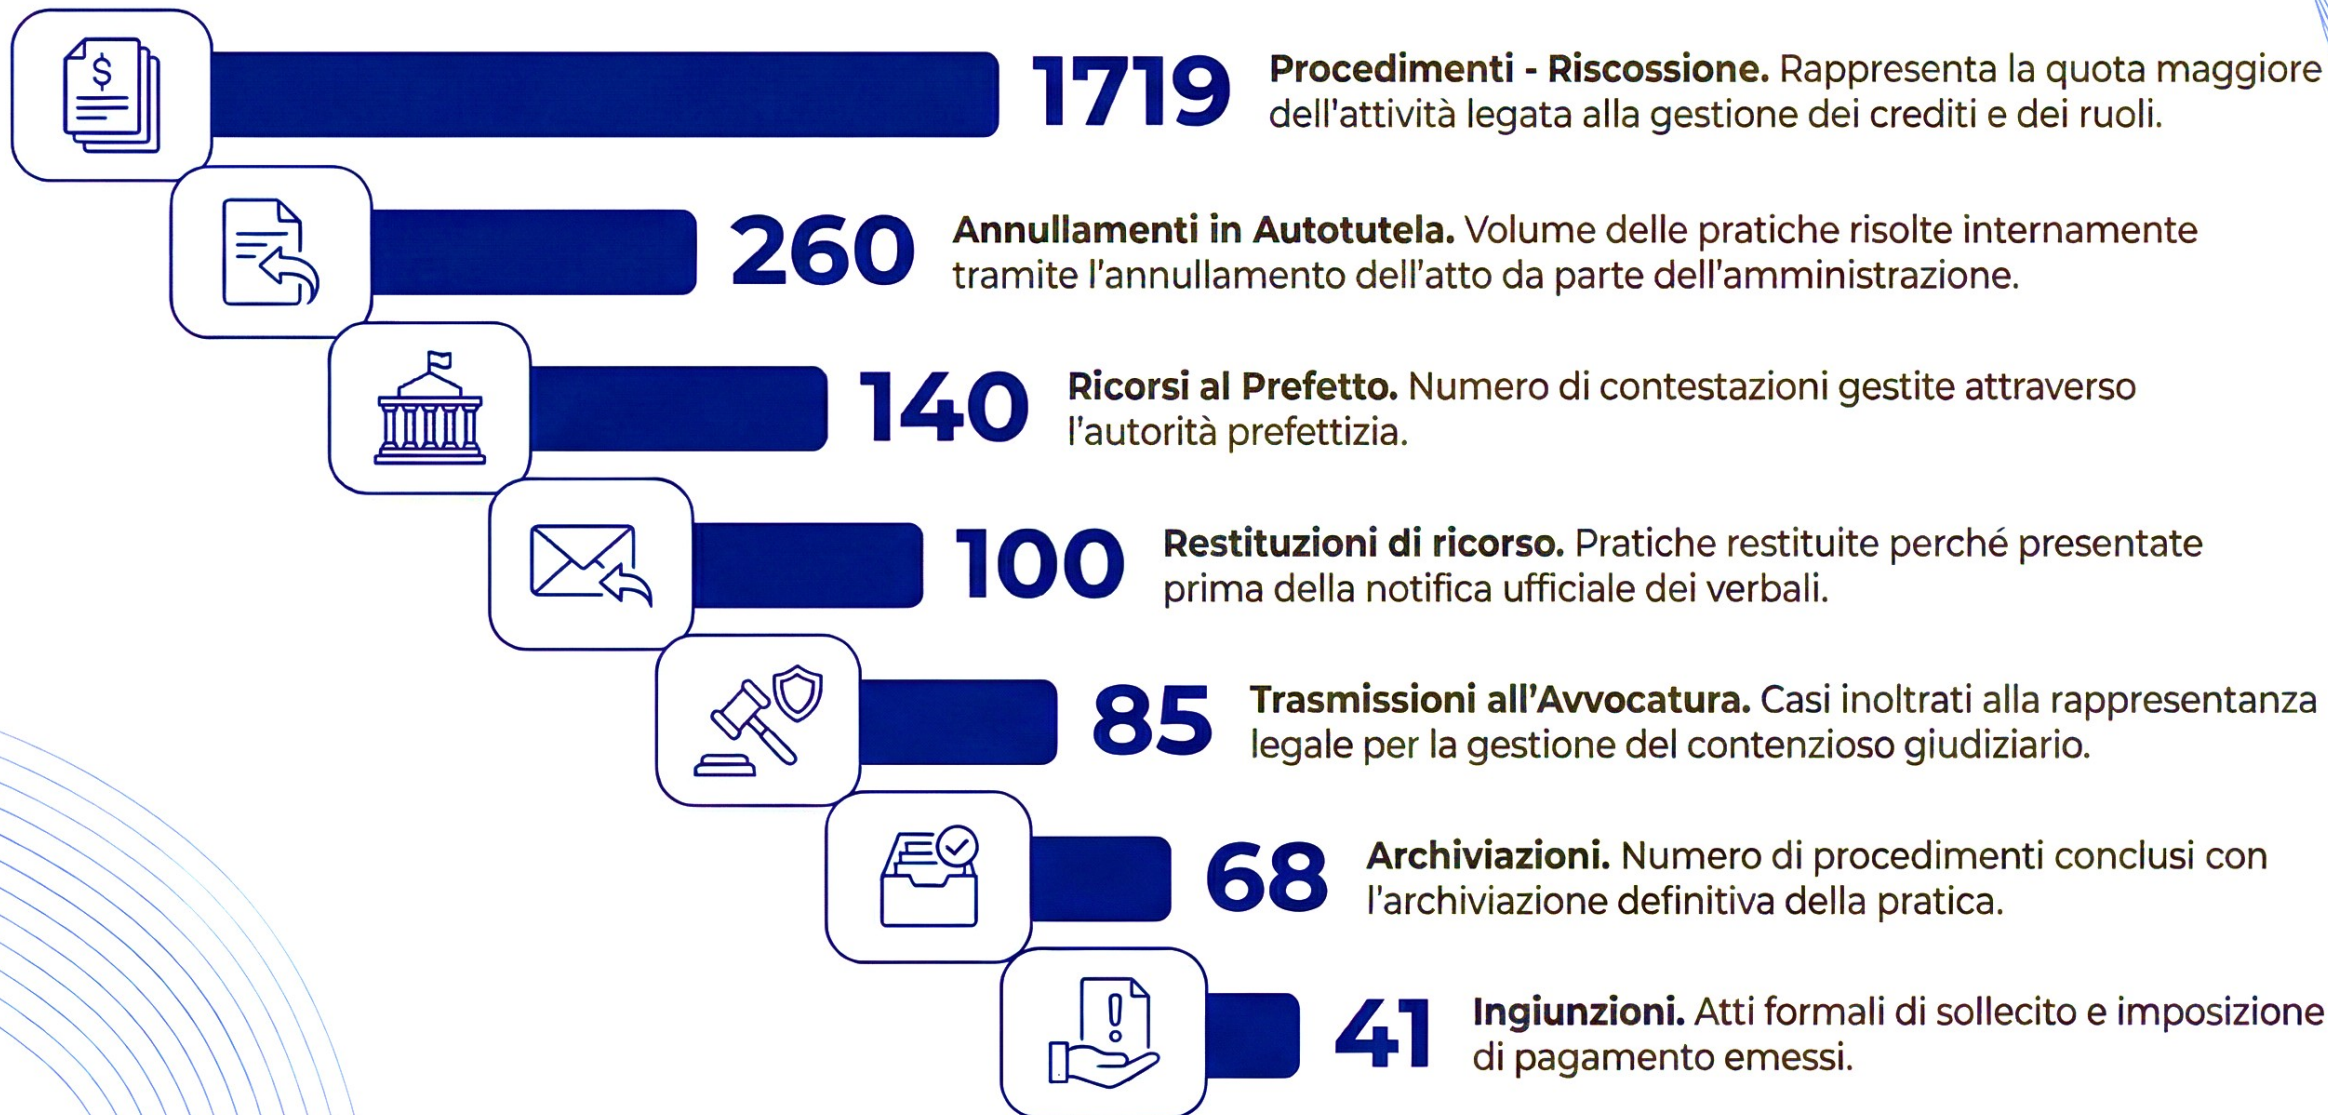 $
1719
Procedimenti - Riscossione. Rappresenta la quota maggiore
dell'attività legata alla gestione dei crediti e dei ruoli.
260
Annullamenti in Autotutela. Volume delle pratiche risolte internamente
tramite l'annullamento dell'atto da parte dell'amministrazione.
140
Ricorsi al Prefetto. Numero di contestazioni gestite attraverso
l'autorità prefettizia.
100
Restituzioni di ricorso. Pratiche restituite perché presentate
prima della notifica ufficiale dei verbali.
85
Trasmissioni all'Avvocatura. Casi inoltrati alla rappresentanza
legale per la gestione del contenzioso giudiziario.
68
Archiviazioni. Numero di procedimenti conclusi con
l'archiviazione definitiva della pratica.
!
41
Ingiunzioni. Atti formali di sollecito e imposizione
di pagamento emessi.